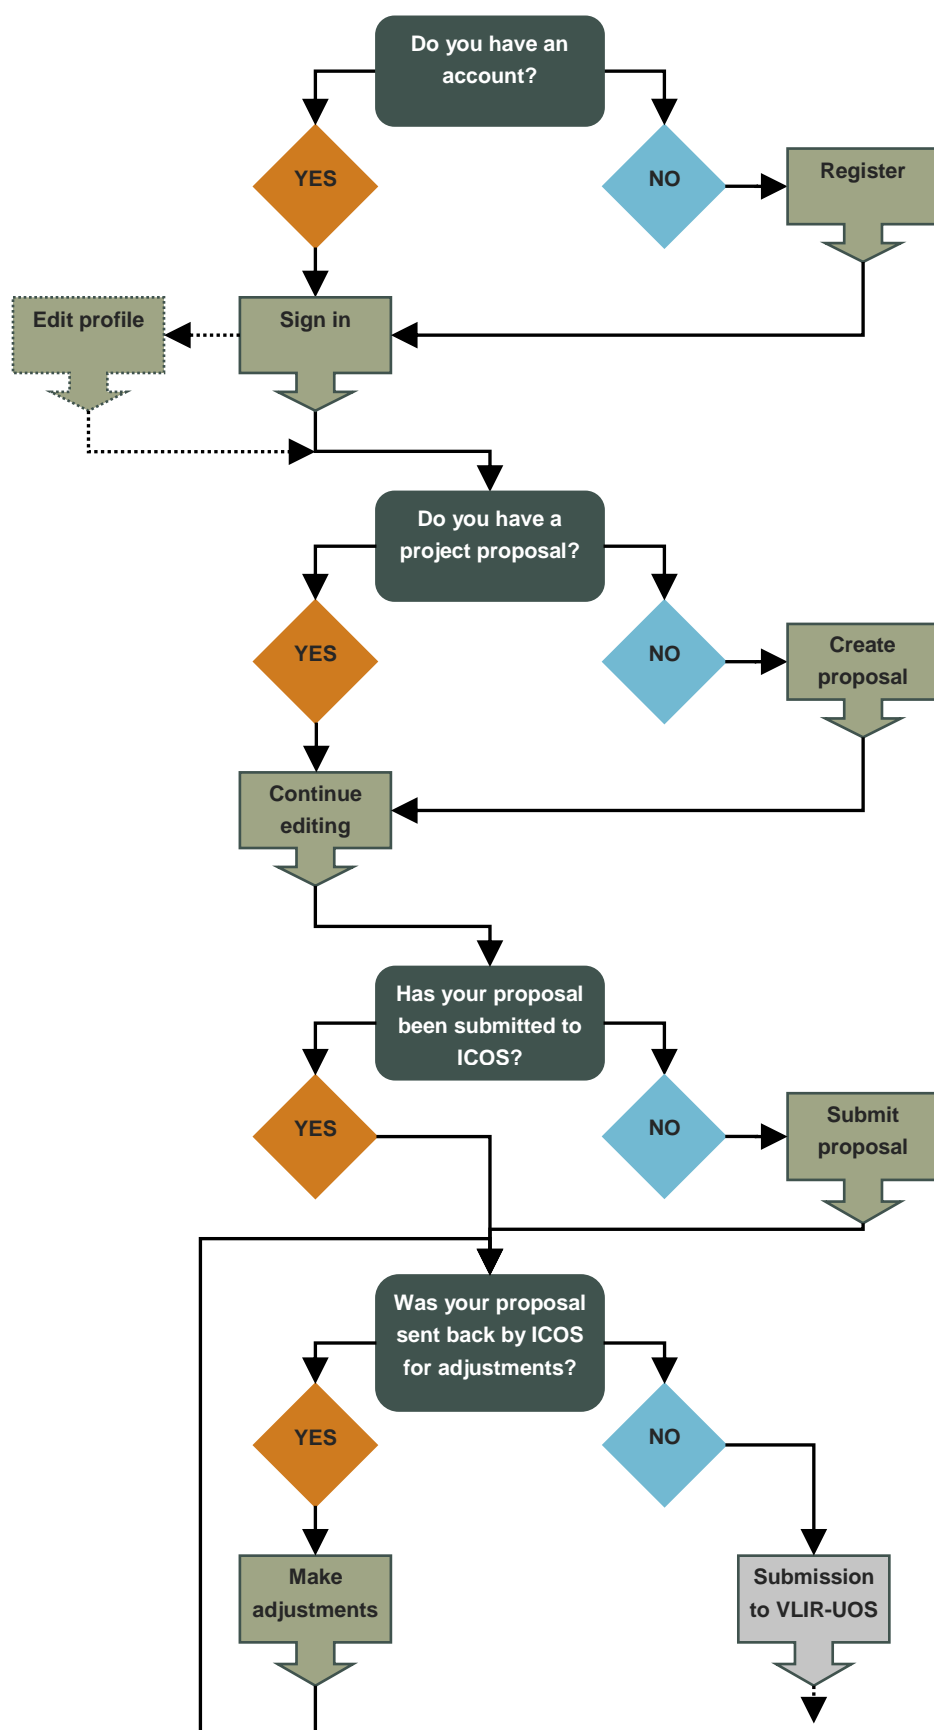 Do you have an
account?
YES
NO
Register
Edit profile
Sign in
Do you have a
project proposal?
YES
NO
Create
proposal
Continue
editing
Has your proposal
been submitted to
ICOS?
YES
NO
Submit
proposal
Was your proposal
sent back by ICOS
for adjustments?
YES
NO
Make
adjustments
Submission
to VLIR-UOS